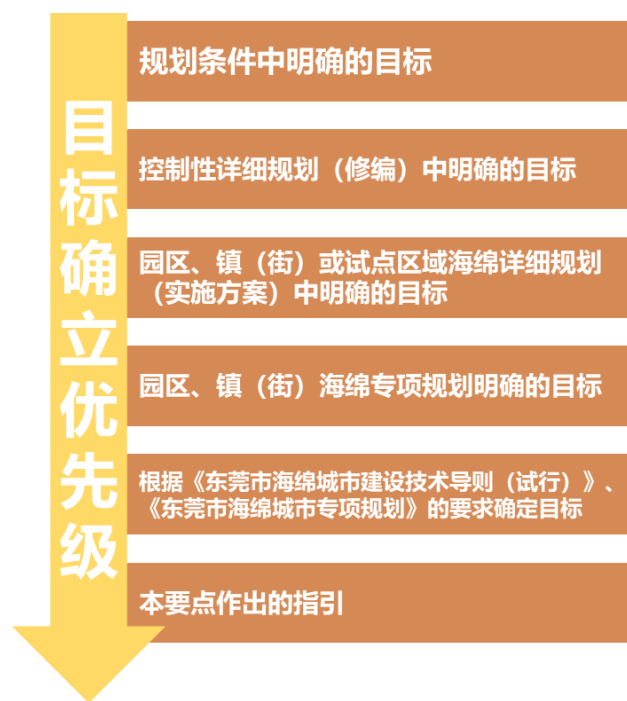 目标确立优先级
规划条件中明确的目标
控制性详细规划（修编）中明确的目标
园区、镇（街）或试点区域海绵详细规划
（实施方案）中明确的目标
园区、镇（街）海绵专项规划明确的目标
根据《东莞市海绵城市建设技术导则（试行）》、
《东莞市海绵城市专项规划》的要求确定目标
本要点作出的指引